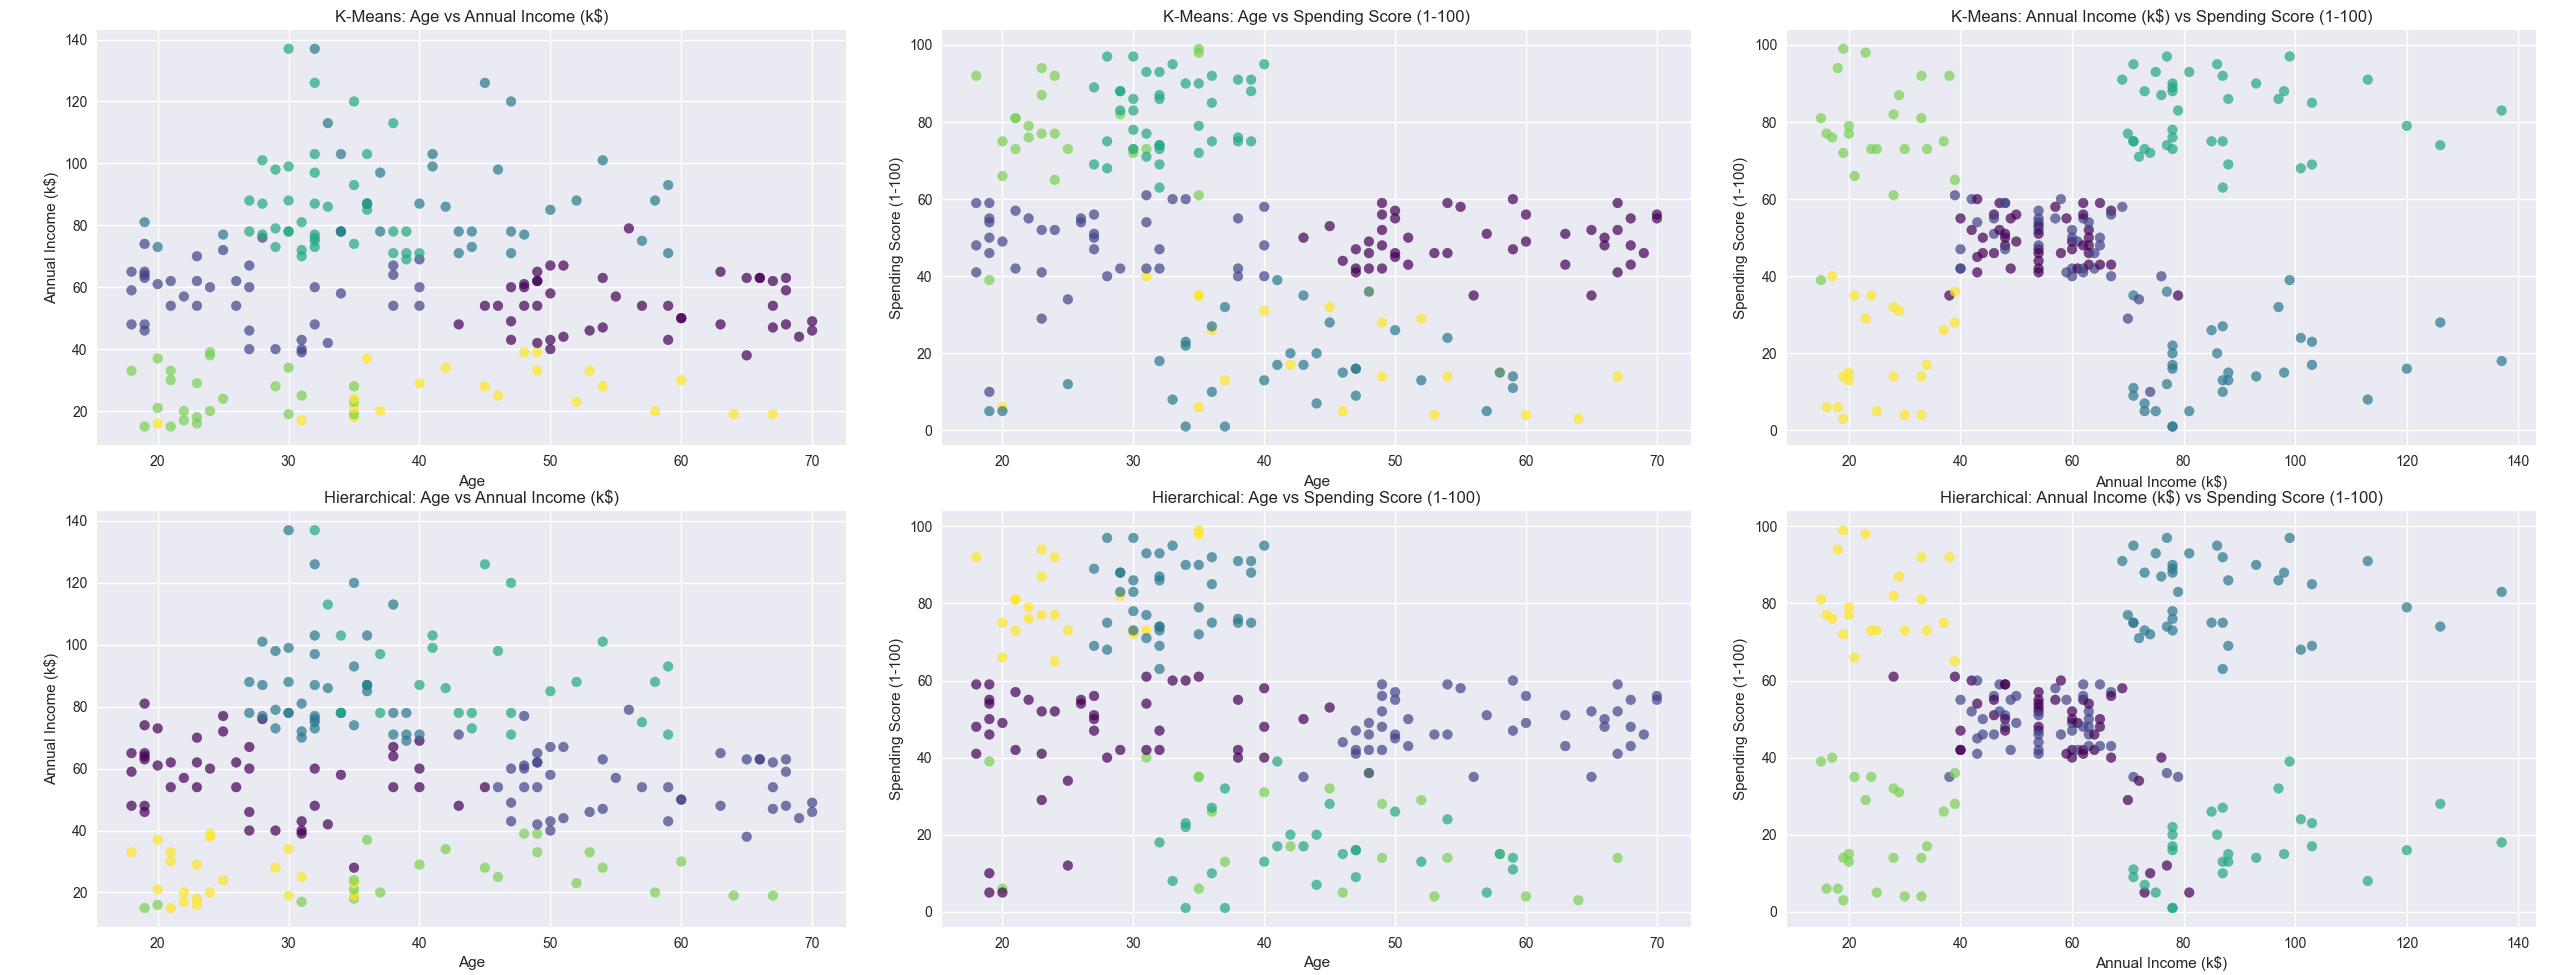 K-Means: Age vs Annual Income (k$)
Annual Income (k$)
140
120
100
80
60
40
20
20 30 40 50 60 70
Age
K-Means: Age vs Spending Score (1-100)
Spending Score (1-100)
100
80
60
40
20
0
20 30 40 50 60 70
Age
K-Means: Annual Income (k$) vs Spending Score (1-100)
Spending Score (1-100)
100
80
60
40
20
0
20 40 60 80 100 120 140
Annual Income (k$)
Hierarchical: Age vs Annual Income (k$)
Annual Income (k$)
140
120
100
80
60
40
20
20 30 40 50 60 70
Age
Hierarchical: Age vs Spending Score (1-100)
Spending Score (1-100)
100
80
60
40
20
0
20 30 40 50 60 70
Age
Hierarchical: Annual Income (k$) vs Spending Score (1-100)
Spending Score (1-100)
100
80
60
40
20
0
20 40 60 80 100 120 140
Annual Income (k$)